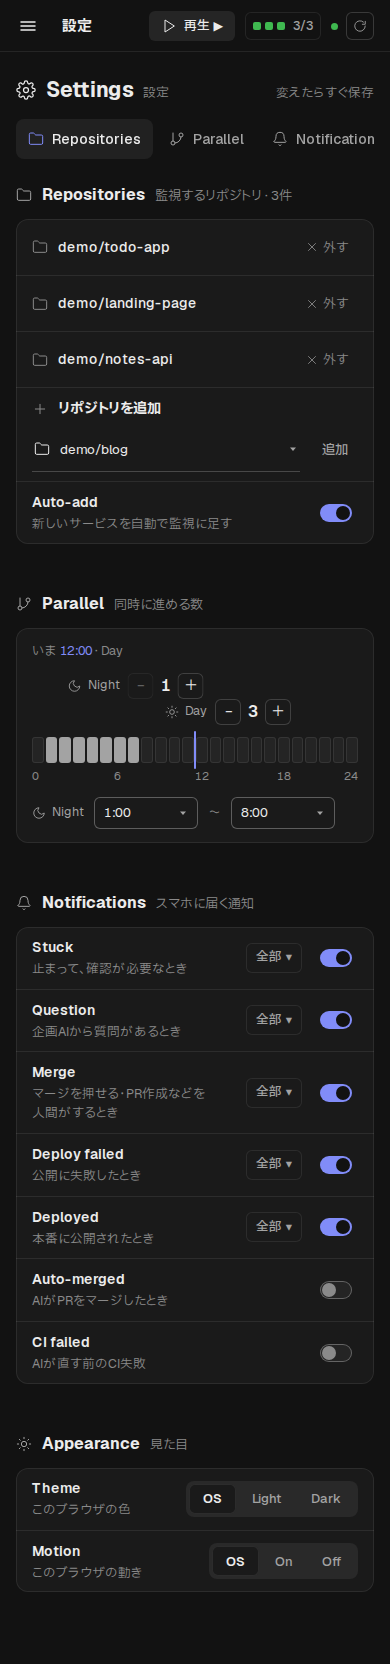 設定
再生 ▶
3/3
Settings 設定
変えたらすぐ保存
Repositories
Parallel
Notification
Repositories 監視するリポジトリ · 3件
demo/todo-app
× 外す
demo/landing-page
× 外す
demo/notes-api
× 外す
+ リポジトリを追加
demo/blog
追加
Auto-add
新しいサービスを自動で監視に足す
Parallel 同時に進める数
いま 12:00 · Day
Night − 1 +
Day − 3 +
0 6 12 18 24
Night 1:00 ～ 8:00
Notifications スマホに届く通知
Stuck
止まって、確認が必要なとき
全部 ▾
Question
企画AIから質問があるとき
全部 ▾
Merge
マージを押せる・PR作成などを
人間がするとき
全部 ▾
Deploy failed
公開に失敗したとき
全部 ▾
Deployed
本番に公開されたとき
全部 ▾
Auto-merged
AIがPRをマージしたとき
CI failed
AIが直す前のCI失敗
Appearance 見た目
Theme
このブラウザの色
OS Light Dark
Motion
このブラウザの動き
OS On Off